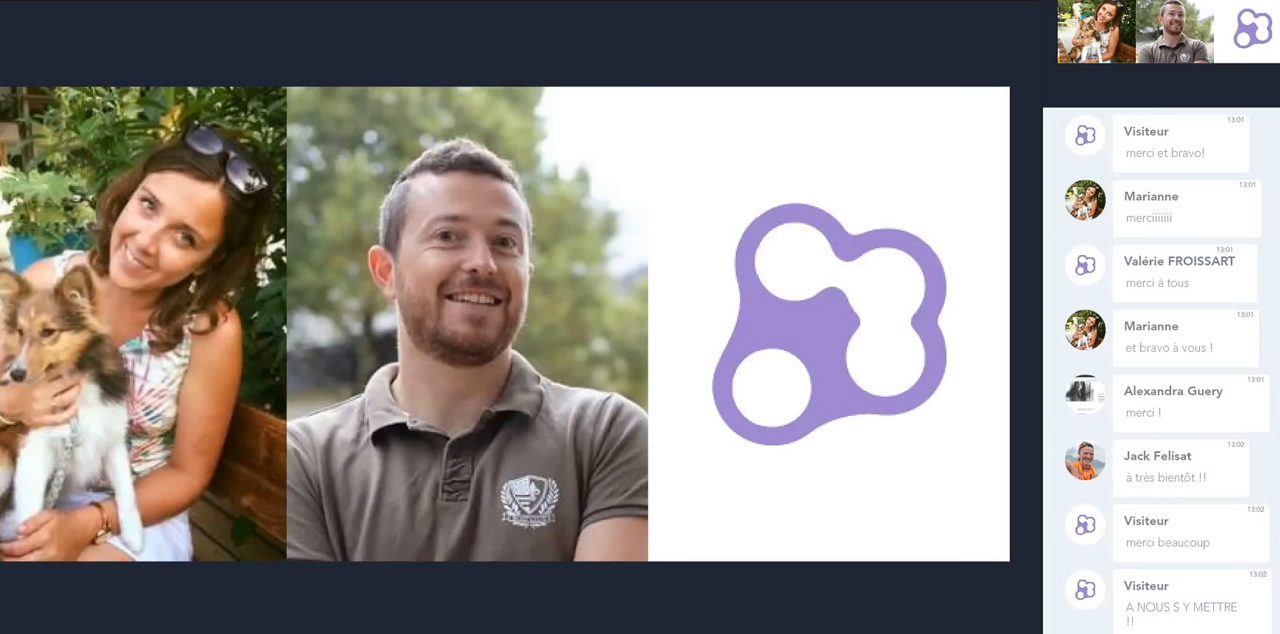 13:01
Visiteur
merci et bravo!
13:01
Marianne
merciiiiiii
13:01
Valérie FROISSART
merci à tous
13:01
Marianne
et bravo à vous !
13:01
Alexandra Guery
merci !
13:02
Jack Felisat
à très bientôt !!
13:02
Visiteur
merci beaucoup
13:02
Visiteur
A NOUS S Y METTRE
!!